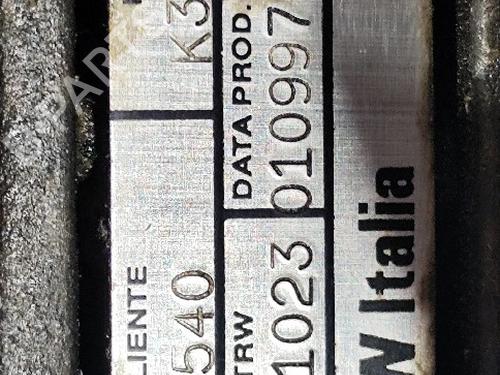 K3
LIENTE
540
DATA PROD.
010997
TRW
1023
W Italia